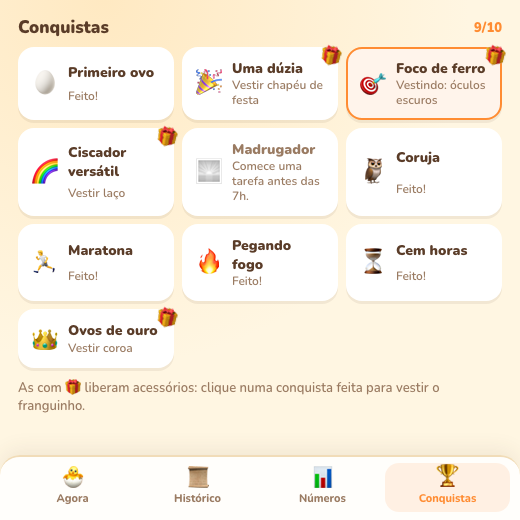 Conquistas
9/10
Primeiro ovo
Feito!
Uma dúzia
Vestir chapéu de
festa
Foco de ferro
Vestindo: óculos
escuros
Ciscador
versátil
Vestir laço
Madrugador
Comece uma
tarefa antes das
7h.
Coruja
Feito!
Maratona
Feito!
Pegando
fogo
Feito!
Cem horas
Feito!
Ovos de ouro
Vestir coroa
As com 🎁 liberam acessórios: clique numa conquista feita para vestir o
franguinho.
Agora
Histórico
Números
Conquistas